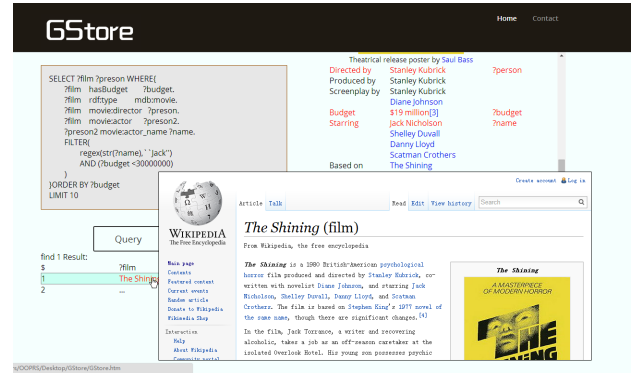 GStore
Home Contact
SELECT ?film ?preson WHERE{
?film hasBudget ?budget.
?film rdf:type mdb:movie.
?film movie:director ?preson.
?film movie:actor ?preson2.
?preson2 movie:actor_name ?name.
FILTER(
regex(str(?name),``Jack'')
AND (?budget <30000000)
)
}ORDER BY ?budget
LIMIT 10
Query
find 1 Result:
$ ?film
1 The Shining
2 ...
Theatrical release poster by Saul Bass
Directed by Stanley Kubrick ?person
Produced by Stanley Kubrick
Screenplay by Stanley Kubrick
Diane Johnson
Budget $19 million[3] ?budget
Starring Jack Nicholson ?name
Shelley Duvall
Danny Lloyd
Scatman Crothers
Based on The Shining
Create account Log in
WIKIPEDIA
The Free Encyclopedia
Main page
Contents
Featured content
Current events
Random article
Donate to Wikipedia
Wikimedia Shop
Interaction
Help
About Wikipedia
Community portal
Article Talk Read Edit View history Search
The Shining (film)
From Wikipedia, the free encyclopedia
The Shining is a 1980 British-American psychological
horror film produced and directed by Stanley Kubrick, co-
written with novelist Diane Johnson, and starring Jack
Nicholson, Shelley Duvall, Danny Lloyd, and Scatman
Crothers. The film is based on Stephen King's 1977 novel of
the same name, though there are significant changes.[4]
In the film, Jack Torrance, a writer and recovering
alcoholic, takes a job as an off-season caretaker at the
isolated Overlook Hotel. His young son possesses psychic
The Shining
A MASTERPIECE
OF MODERN HORROR
THE
rs/OOPRS/Desktop/GStore/GStore.htm